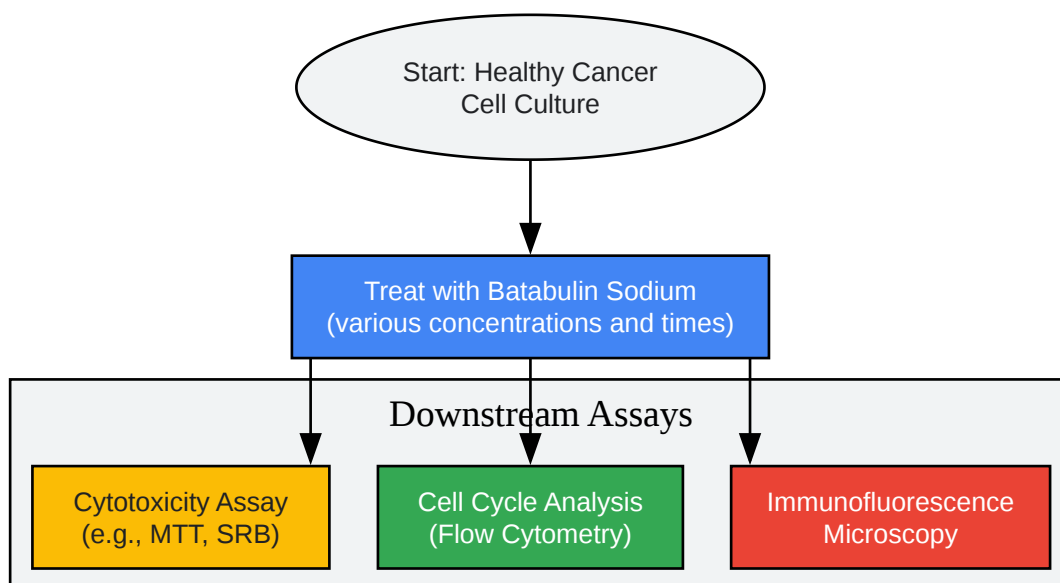 Start: Healthy Cancer
Cell Culture
Treat with Batabulin Sodium
(various concentrations and times)
Downstream Assays
Cytotoxicity Assay
(e.g., MTT, SRB)
Cell Cycle Analysis
(Flow Cytometry)
Immunofluorescence
Microscopy